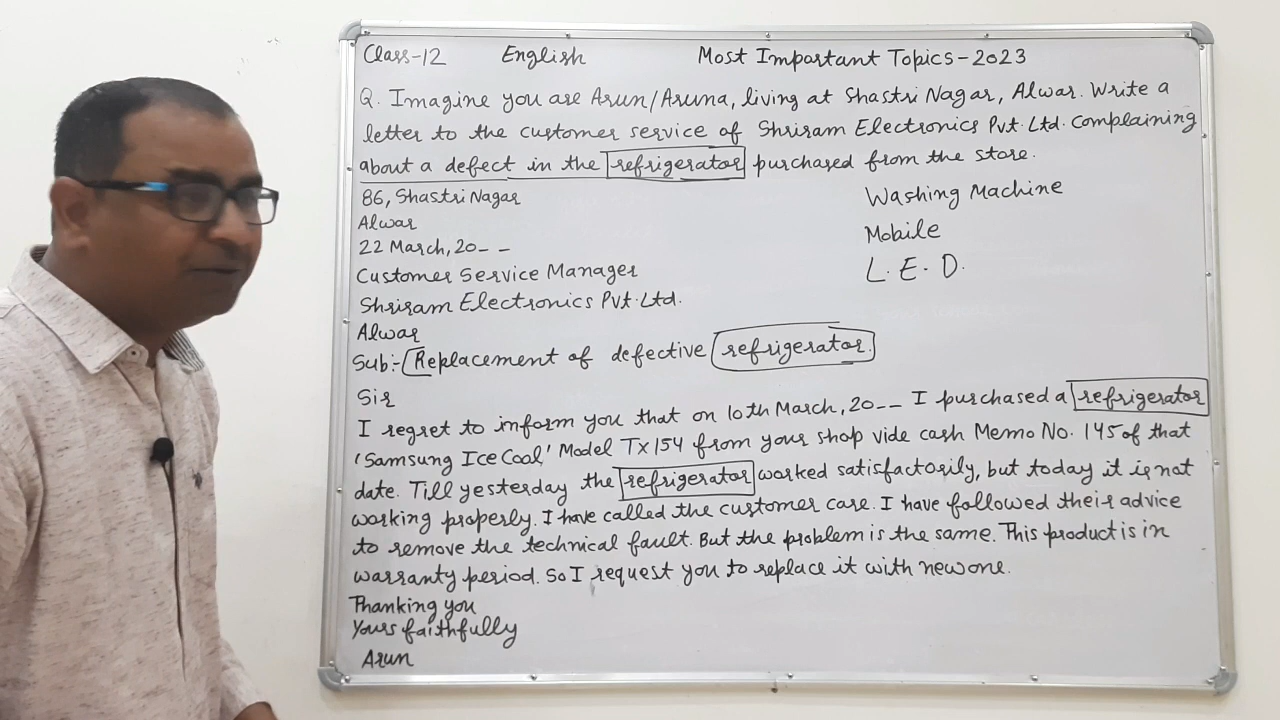 Class-12 English Most Important Topics-2023
Q. Imagine you are Arun/Aruna, living at Shastri Nagar, Alwar. Write a
letter to the customer service of Shriram Electronics Pvt. Ltd. complaining
about a defect in the refrigerator purchased from the store.
86, Shastri Nagar
Alwar
22 March, 20--
Customer Service Manager
Shriram Electronics Pvt. Ltd.
Alwar
Washing Machine
Mobile
L.E.D.
Sub:- Replacement of defective refrigerator.
Sir
I regret to inform you that on 10th March, 20-- I purchased a refrigerator
'Samsung Ice Cool' Model TX154 from your shop vide cash Memo No. 145 of that
date. Till yesterday the refrigerator worked satisfactorily, but today it is not
working properly. I have called the customer care. I have followed their advice
to remove the technical fault. But the problem is the same. This product is in
warranty period. So I request you to replace it with new one.
Thanking you
Yours faithfully
Arun